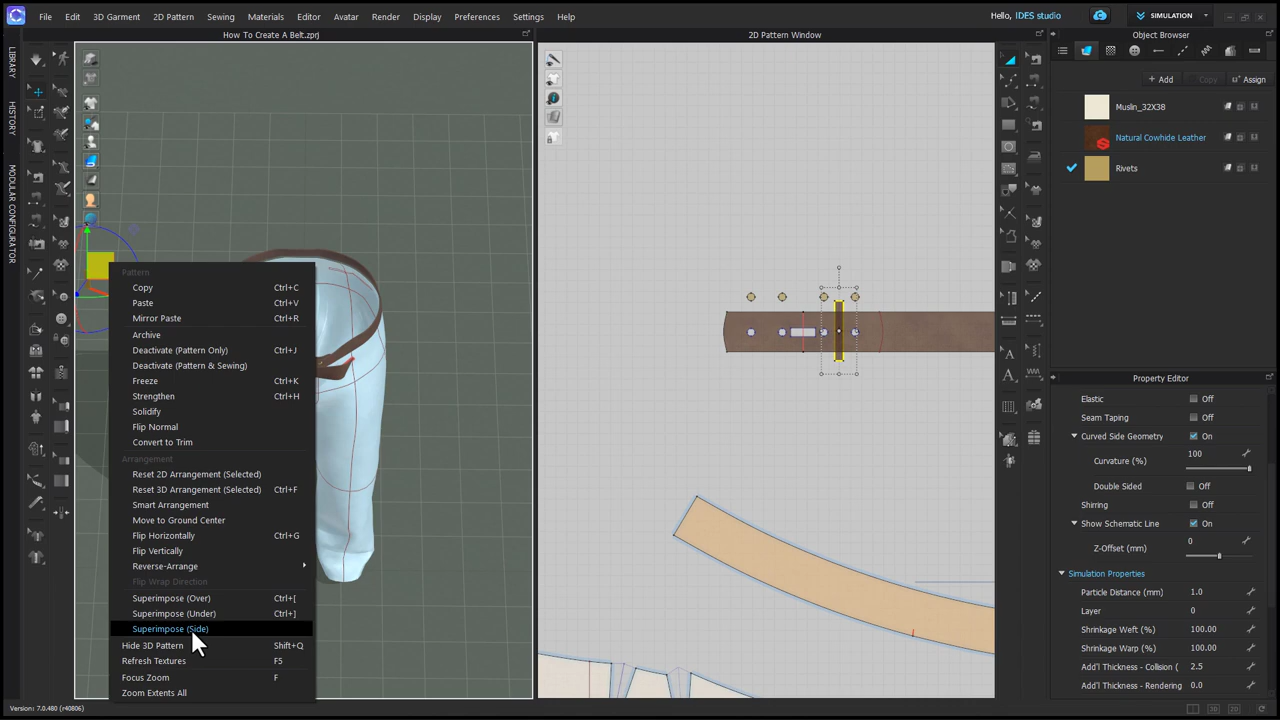 File Edit 3D Garment 2D Pattern Sewing Materials Editor Avatar Render Display Preferences Settings Help
Hello, IDES studio
SIMULATION
How To Create A Belt.zprj
2D Pattern Window
Object Browser
LIBRARY
HISTORY
MODULAR CONFIGURATOR
+ Add
Copy
Assign
Muslin_32X38
Natural Cowhide Leather
Rivets
Pattern
Copy Ctrl+C
Paste Ctrl+V
Mirror Paste Ctrl+R
Archive
Deactivate (Pattern Only) Ctrl+J
Deactivate (Pattern & Sewing)
Freeze Ctrl+K
Strengthen Ctrl+H
Solidify
Flip Normal
Convert to Trim
Arrangement
Reset 2D Arrangement (Selected)
Reset 3D Arrangement (Selected) Ctrl+F
Smart Arrangement
Move to Ground Center
Flip Horizontally Ctrl+G
Flip Vertically
Reverse-Arrange
Flip Wrap Direction
Superimpose (Over) Ctrl+[
Superimpose (Under) Ctrl+]
Superimpose (Side)
Hide 3D Pattern Shift+Q
Refresh Textures F5
Focus Zoom F
Zoom Extents All
Property Editor
Elastic Off
Seam Taping Off
Curved Side Geometry On
Curvature (%) 100
Double Sided Off
Shirring Off
Show Schematic Line On
Z-Offset (mm) 0
Simulation Properties
Particle Distance (mm) 1.0
Layer 0
Shrinkage Weft (%) 100.00
Shrinkage Warp (%) 100.00
Add'l Thickness - Collision ( 2.5
Add'l Thickness - Rendering 0.0
Version: 7.0.480 (r40806)
3D
2D